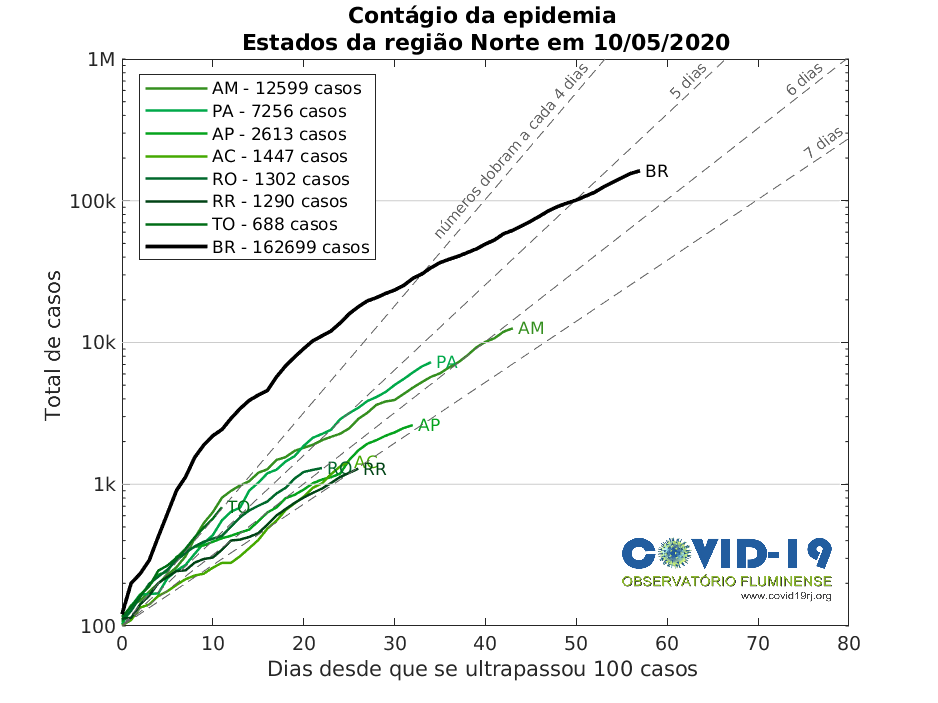 Contágio da epidemia
Estados da região Norte em 10/05/2020
1M
100k
10k
1k
100
Total de casos
AM - 12599 casos
PA - 7256 casos
AP - 2613 casos
AC - 1447 casos
RO - 1302 casos
RR - 1290 casos
TO - 688 casos
BR - 162699 casos
números dobram a cada 4 dias
5 dias
6 dias
7 dias
BR
AM
PA
AP
AC
RO
RR
TO
COVID-19
OBSERVATÓRIO FLUMINENSE
www.covid19rj.org
0 10 20 30 40 50 60 70 80
Dias desde que se ultrapassou 100 casos